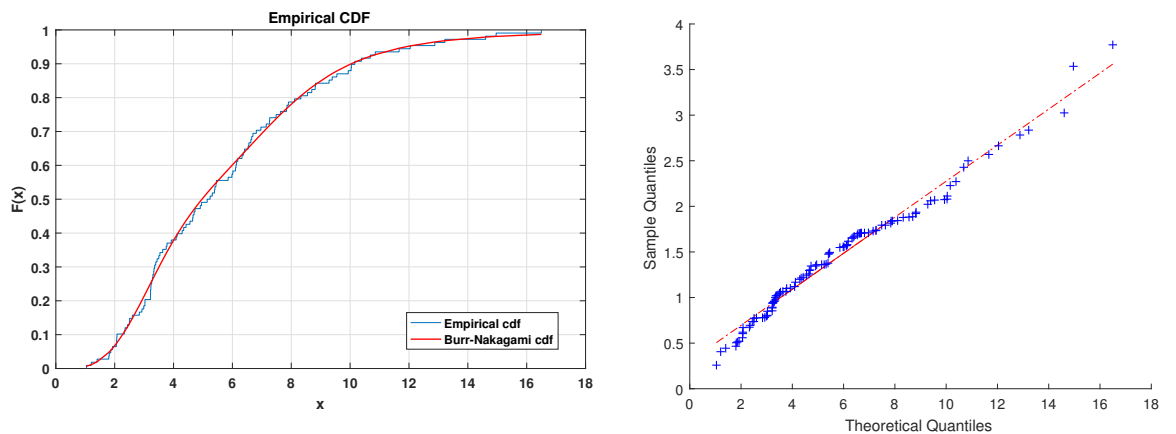 Empirical CDF
1
0.9
0.8
0.7
0.6
0.5
0.4
0.3
0.2
0.1
0
F(x)
0 2 4 6 8 10 12 14 16 18
x
Empirical cdf
Burr-Nakagami cdf
4
3.5
3
2.5
2
1.5
1
0.5
0
Sample Quantiles
0 2 4 6 8 10 12 14 16 18
Theoretical Quantiles